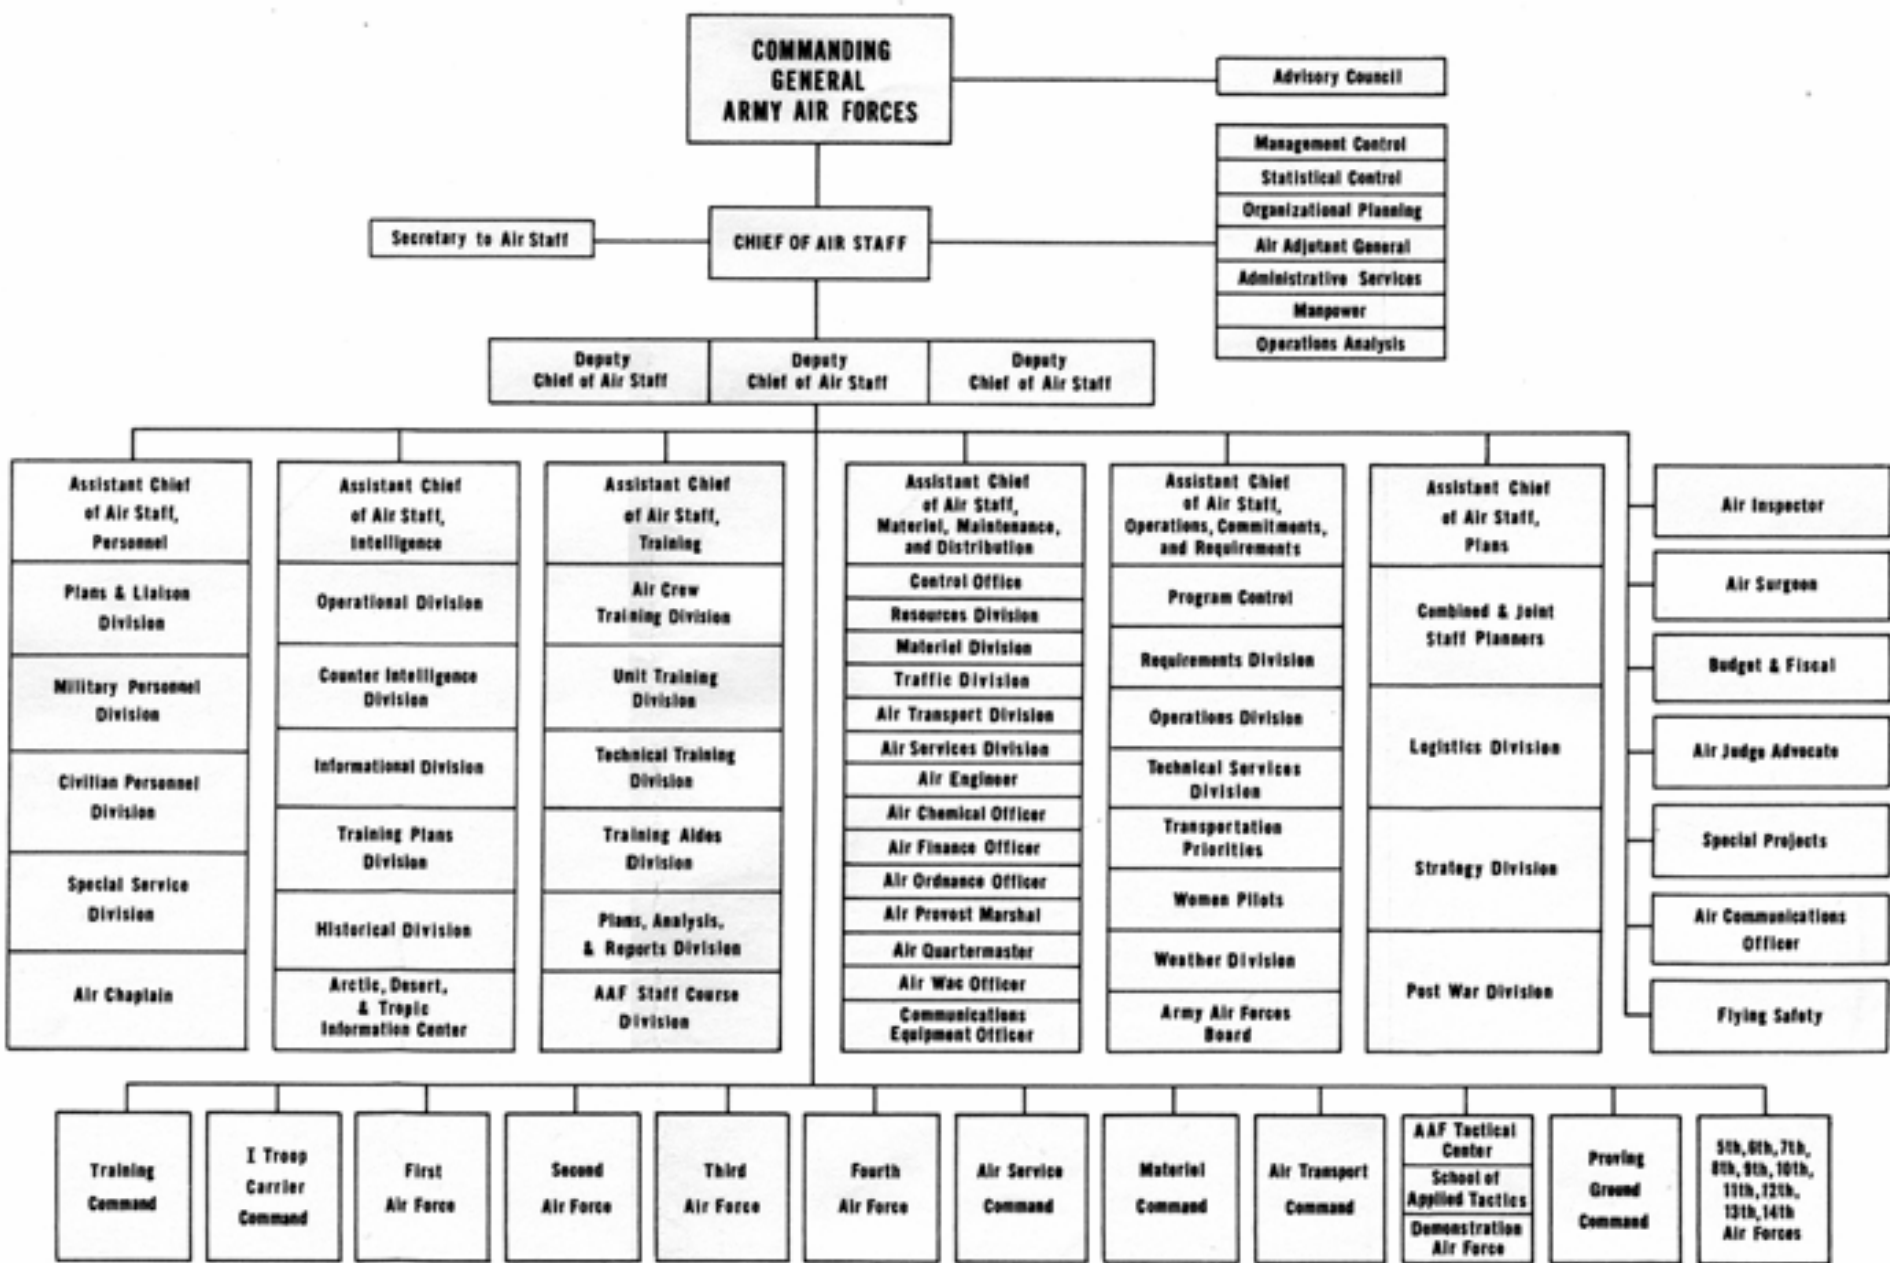 COMMANDING
GENERAL
ARMY AIR FORCES
Advisory Council
Management Control
Statistical Control
Organizational Planning
Air Adjutant General
Administrative Services
Manpower
Operations Analysis
Secretary to Air Staff
CHIEF OF AIR STAFF
Deputy
Chief of Air Staff
Deputy
Chief of Air Staff
Deputy
Chief of Air Staff
Assistant Chief
of Air Staff,
Personnel
Plans & Liaison
Division
Military Personnel
Division
Civilian Personnel
Division
Special Service
Division
Air Chaplain
Assistant Chief
of Air Staff,
Intelligence
Operational Division
Counter Intelligence
Division
Informational Division
Training Plans
Division
Historical Division
Arctic, Desert,
& Tropic
Information Center
Assistant Chief
of Air Staff,
Training
Air Crew
Training Division
Unit Training
Division
Technical Training
Division
Training Aides
Division
Plans, Analysis,
& Reports Division
AAF Staff Course
Division
Assistant Chief
of Air Staff,
Materiel, Maintenance,
and Distribution
Control Office
Resources Division
Materiel Division
Traffic Division
Air Transport Division
Air Services Division
Air Engineer
Air Chemical Officer
Air Finance Officer
Air Ordnance Officer
Air Provost Marshal
Air Quartermaster
Air Wac Officer
Communications
Equipment Officer
Assistant Chief
of Air Staff,
Operations, Commitments,
and Requirements
Program Control
Requirements Division
Operations Division
Technical Services
Division
Transportation
Priorities
Women Pilots
Weather Division
Army Air Forces
Board
Assistant Chief
of Air Staff,
Plans
Combined & Joint
Staff Planners
Logistics Division
Strategy Division
Post War Division
Air Inspector
Air Surgeon
Budget & Fiscal
Air Judge Advocate
Special Projects
Air Communications
Officer
Flying Safety
Training
Command
I Troop
Carrier
Command
First
Air Force
Second
Air Force
Third
Air Force
Fourth
Air Force
Air Service
Command
Materiel
Command
Air Transport
Command
AAF Tactical
Center
School of
Applied Tactics
Demonstration
Air Force
Proving
Ground
Command
5th, 6th, 7th,
8th, 9th, 10th,
11th, 12th,
13th, 14th
Air Forces